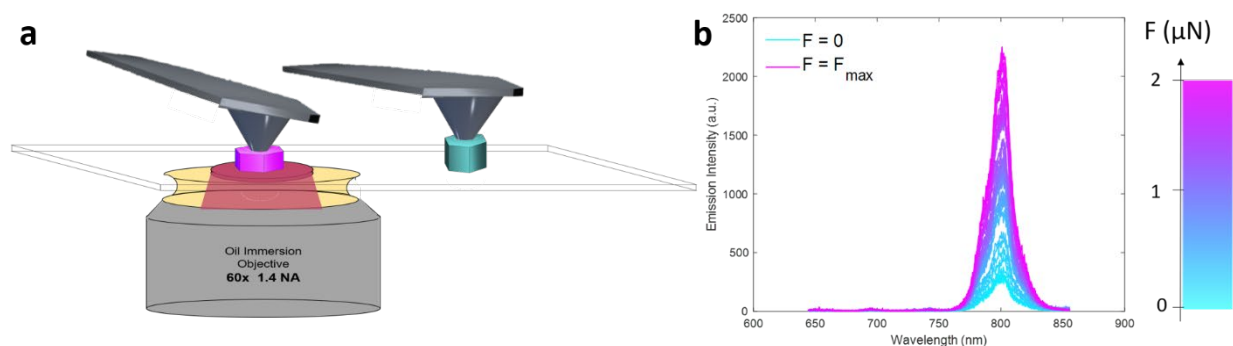 a
Oil Immersion
Objective
60x 1.4 NA
b
F = 0
F = Fmax
Emission Intensity (a.u.)
2500
2000
1500
1000
500
0
600
650
700
750
800
850
900
Wavelength (nm)
F (µN)
2
1
0